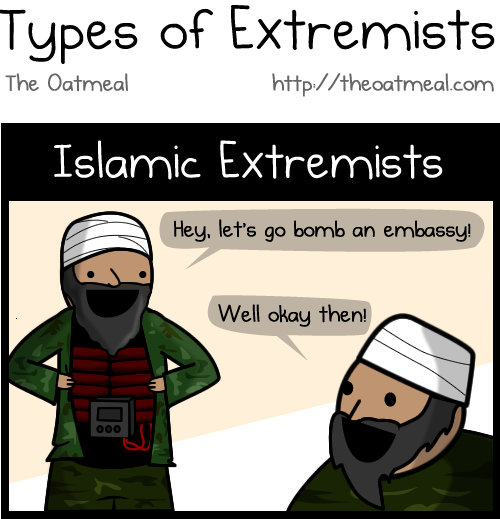 Types of Extremists
The Oatmeal http://theoatmeal.com
Islamic Extremists
Hey, let's go bomb an embassy!
Well okay then!